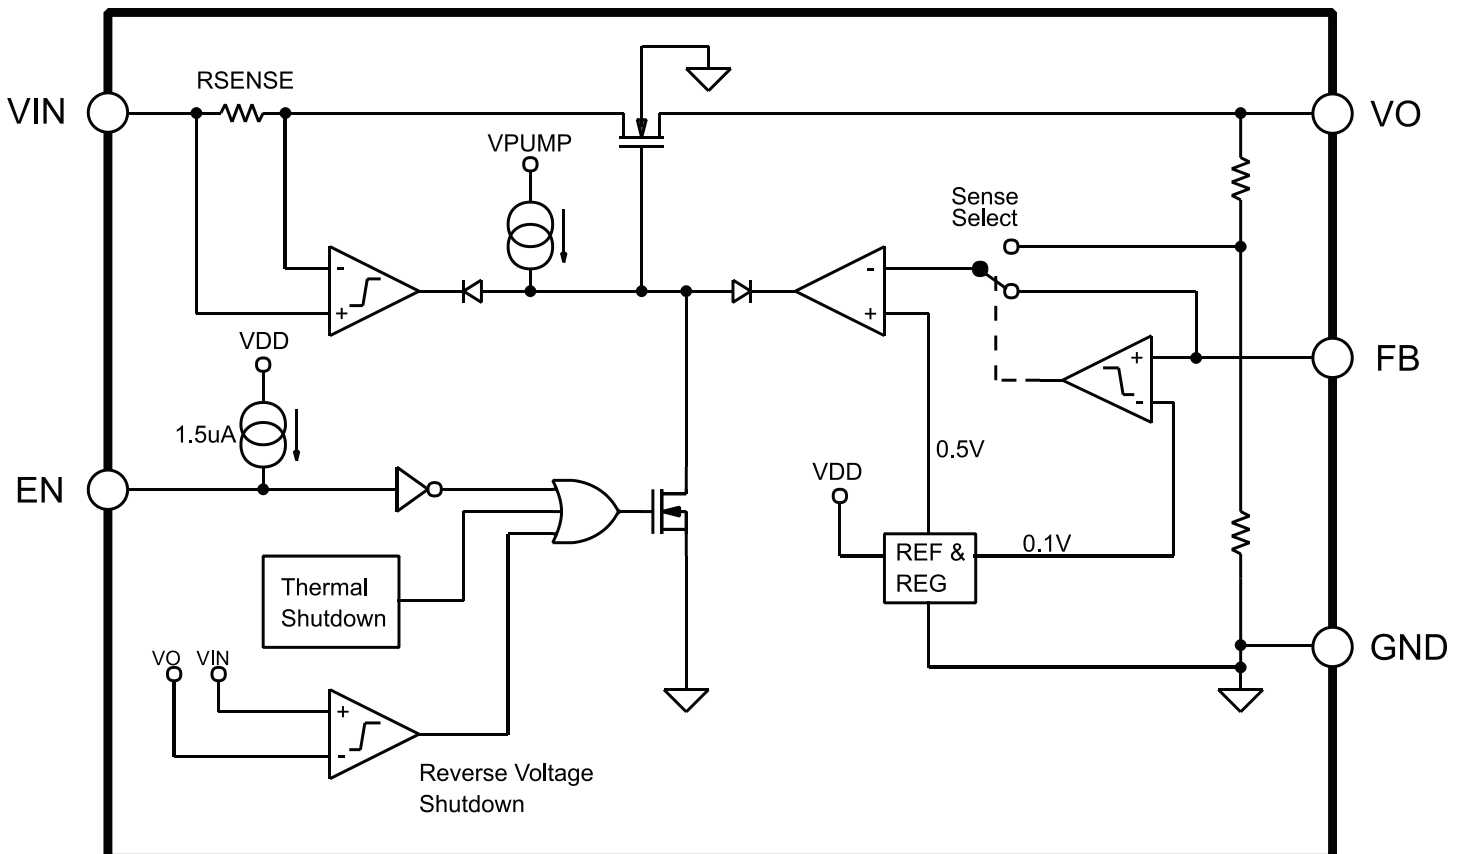 RSENSE
VIN
VO
VPUMP
Sense
Select
-
+
-
+
VDD
FB
+
-
1.5uA
0.5V
EN
VDD
REF &
REG
0.1V
Thermal
Shutdown
GND
VO
VIN
+
-
Reverse Voltage
Shutdown